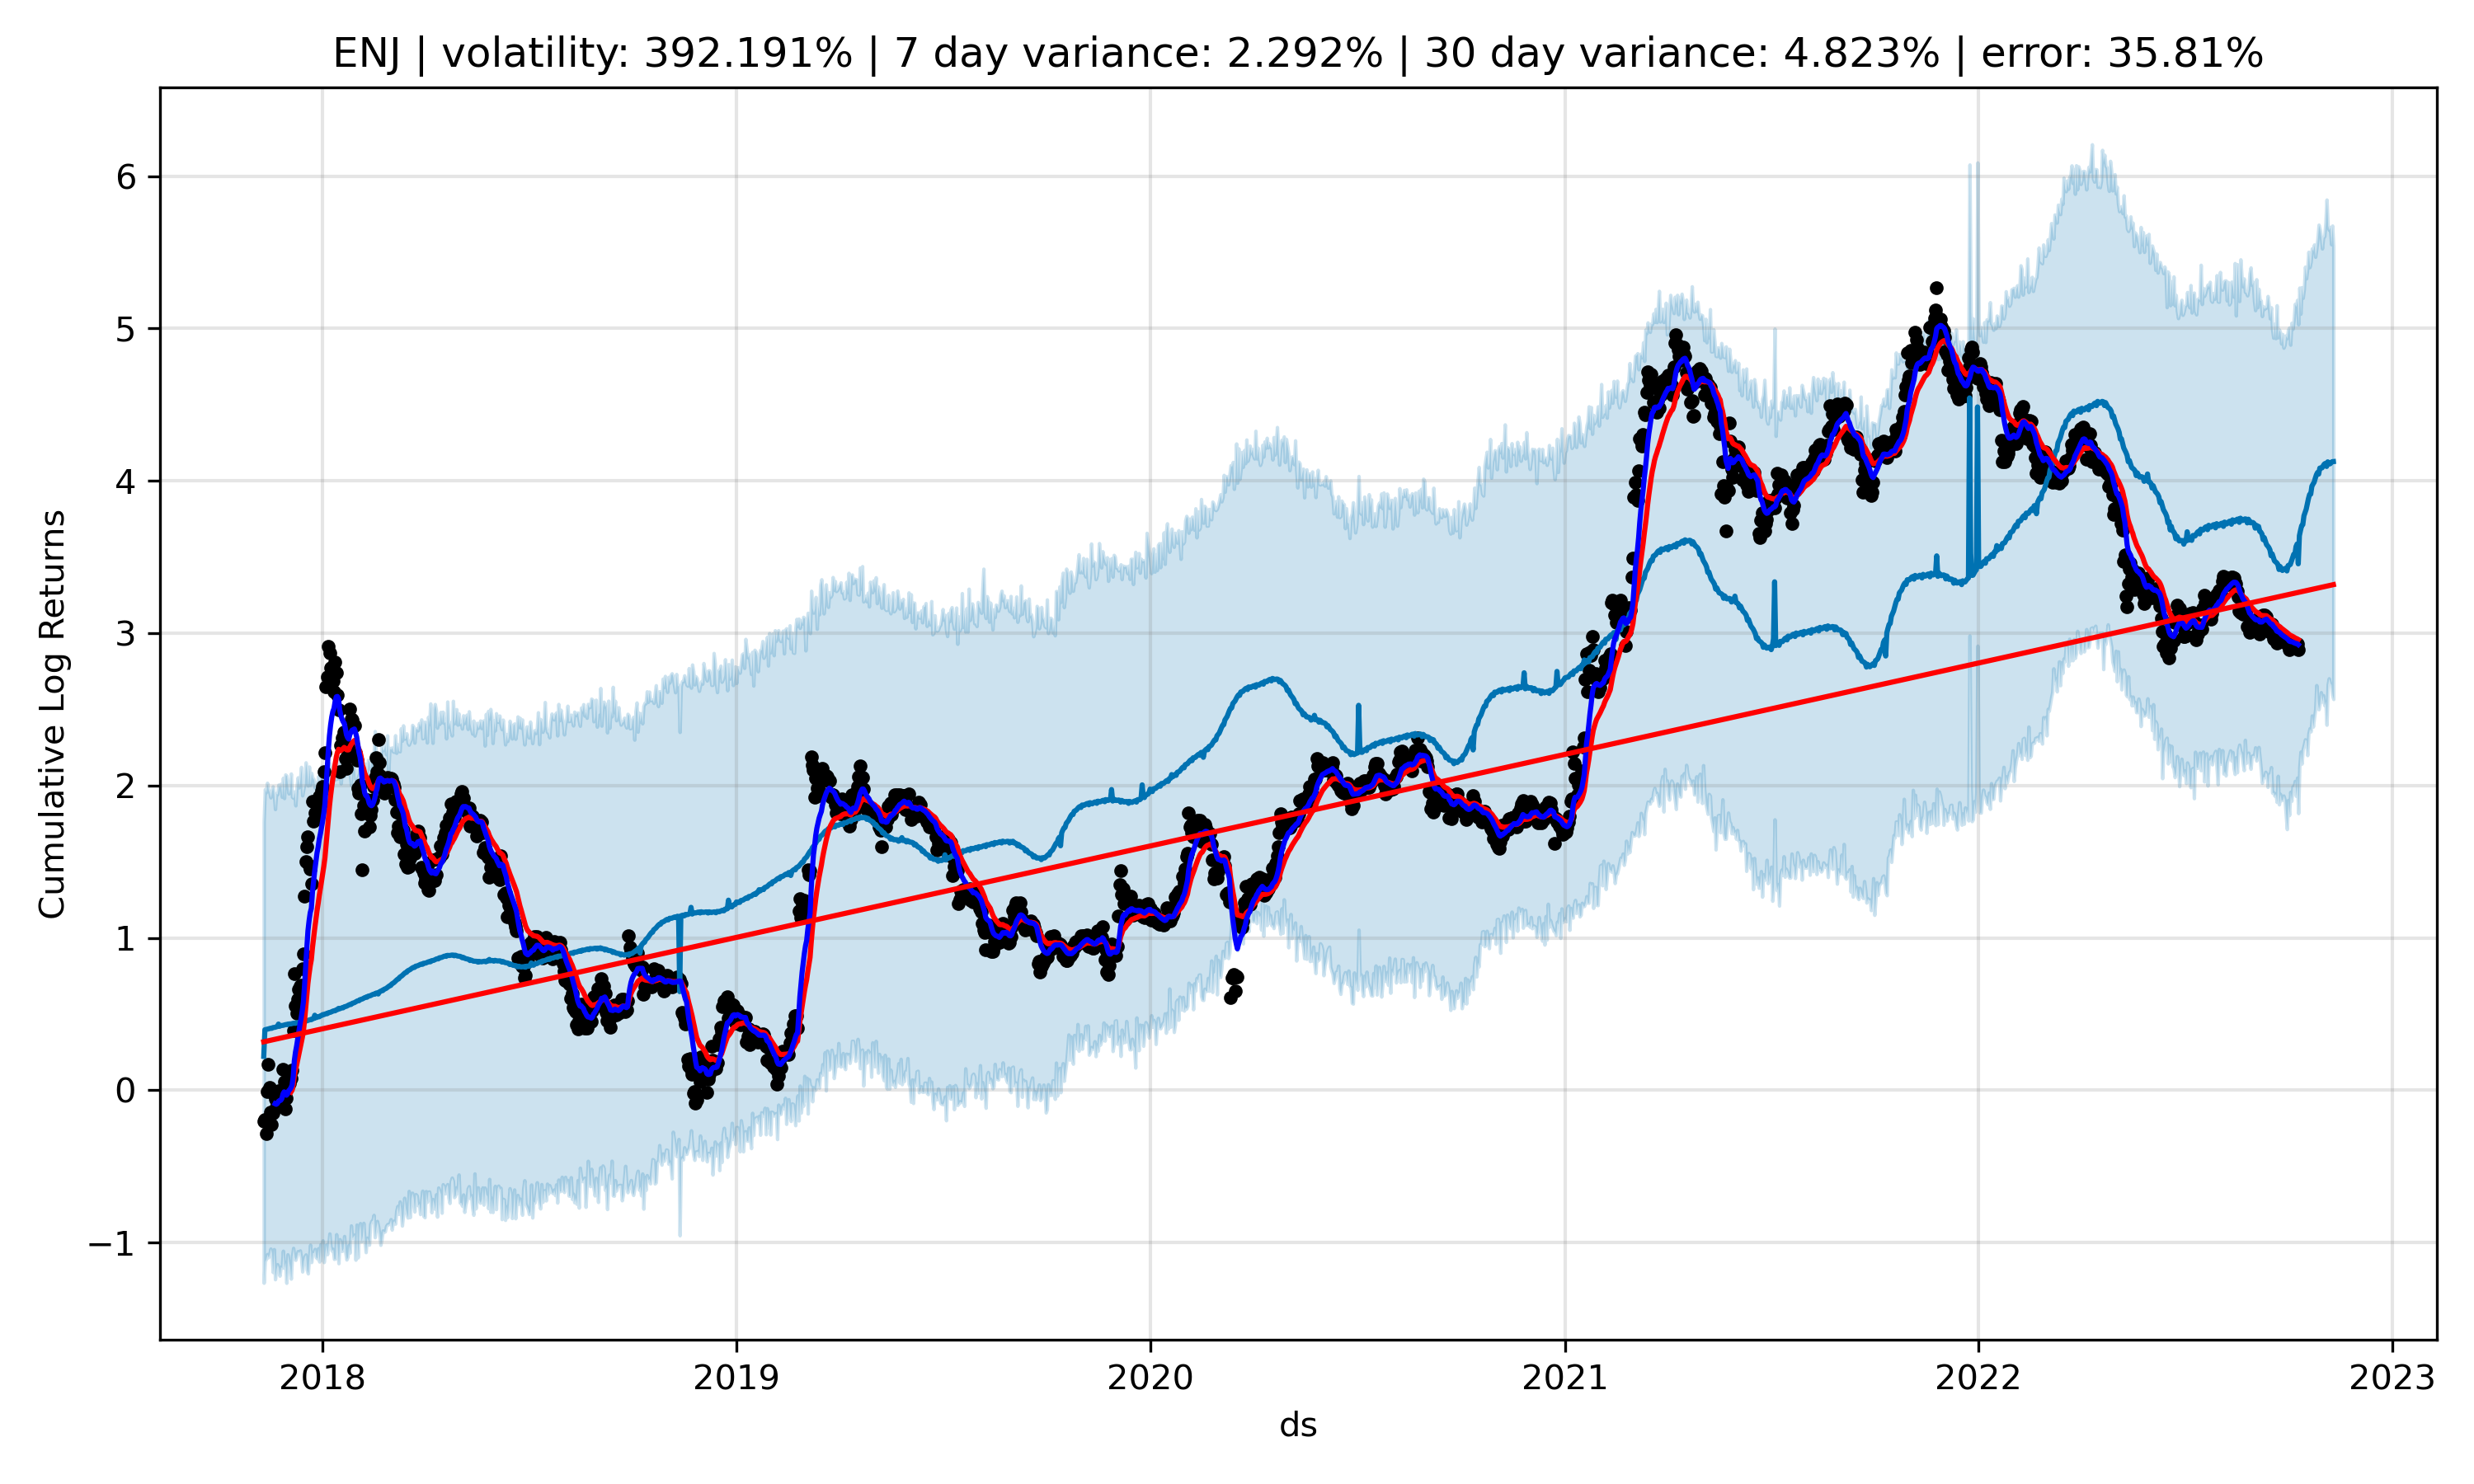 ENJ | volatility: 392.191% | 7 day variance: 2.292% | 30 day variance: 4.823% | error: 35.81%
Cumulative Log Returns
6
5
4
3
2
1
0
−1
2018 2019 2020 2021 2022 2023
ds